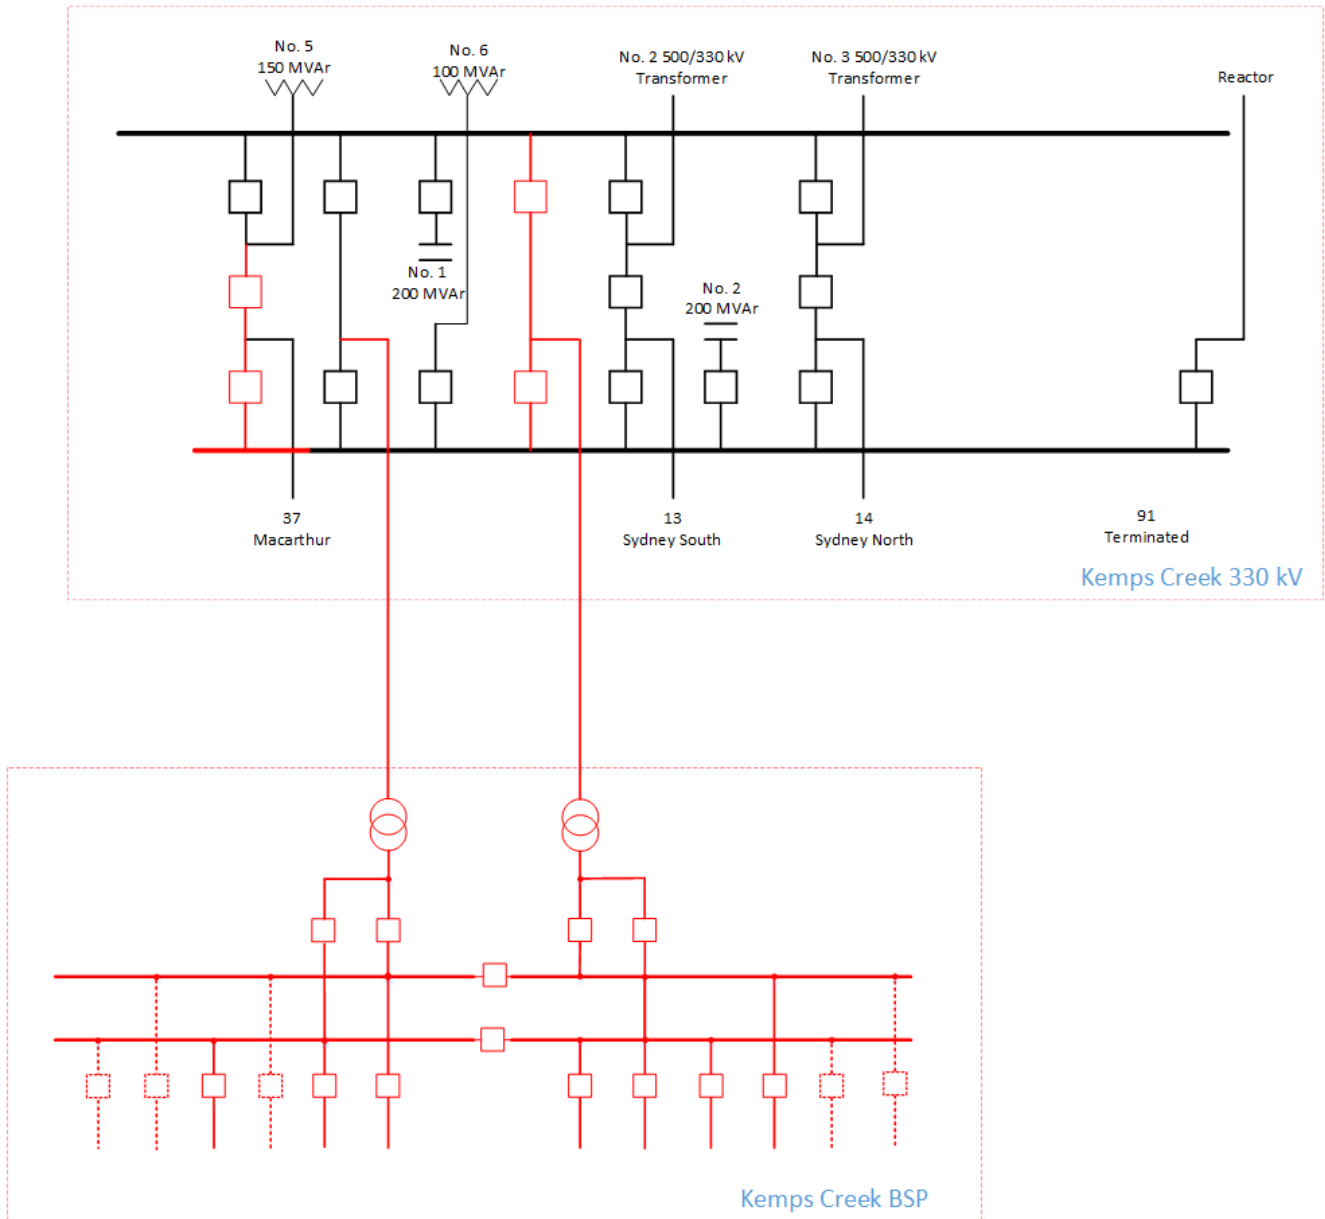 No. 5
150 MVAr
No. 6
100 MVAr
No. 2 500/330 kV
Transformer
No. 3 500/330 kV
Transformer
Reactor
No. 1
200 MVAr
No. 2
200 MVAr
37
Macarthur
13
Sydney South
14
Sydney North
91
Terminated
Kemps Creek 330 kV
Kemps Creek BSP